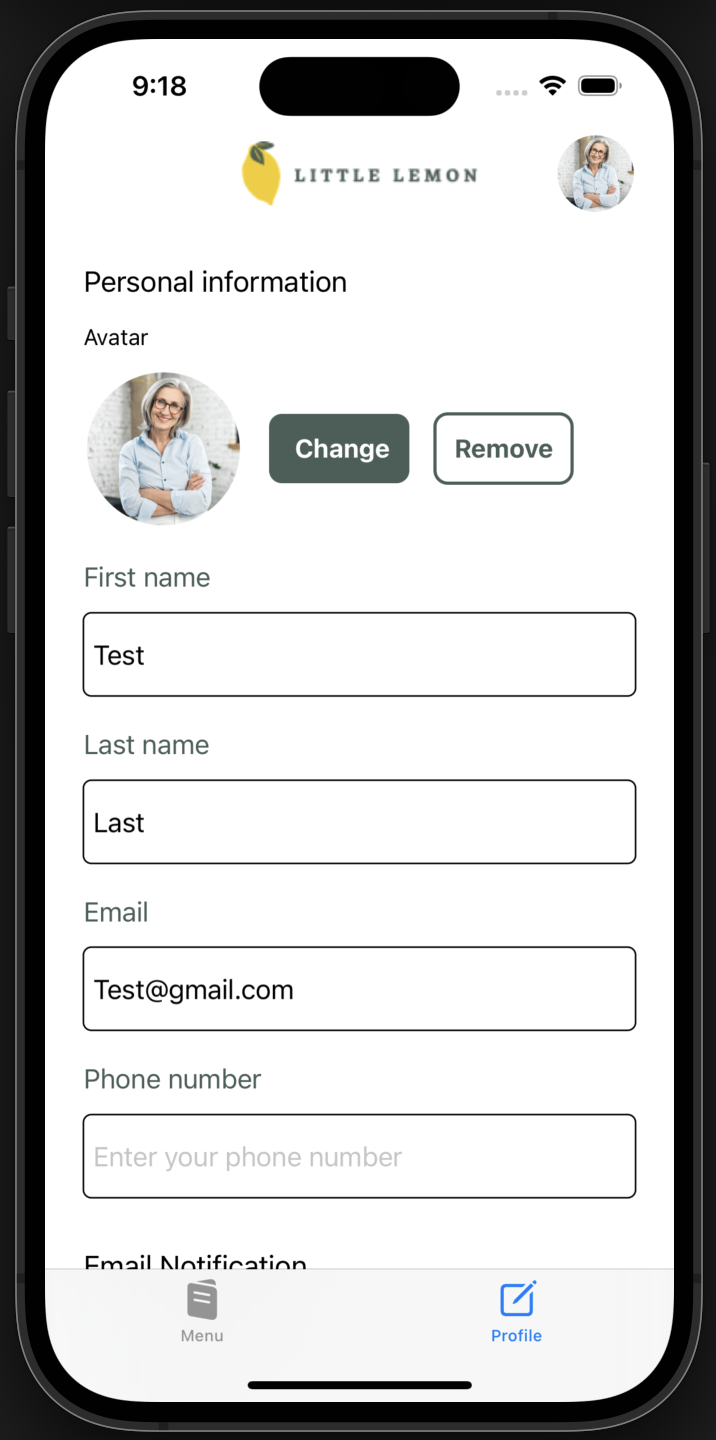 9:18
LITTLE LEMON
Personal information
Avatar
Change Remove
First name
Test
Last name
Last
Email
Test@gmail.com
Phone number
Enter your phone number
Email Notification
Menu Profile